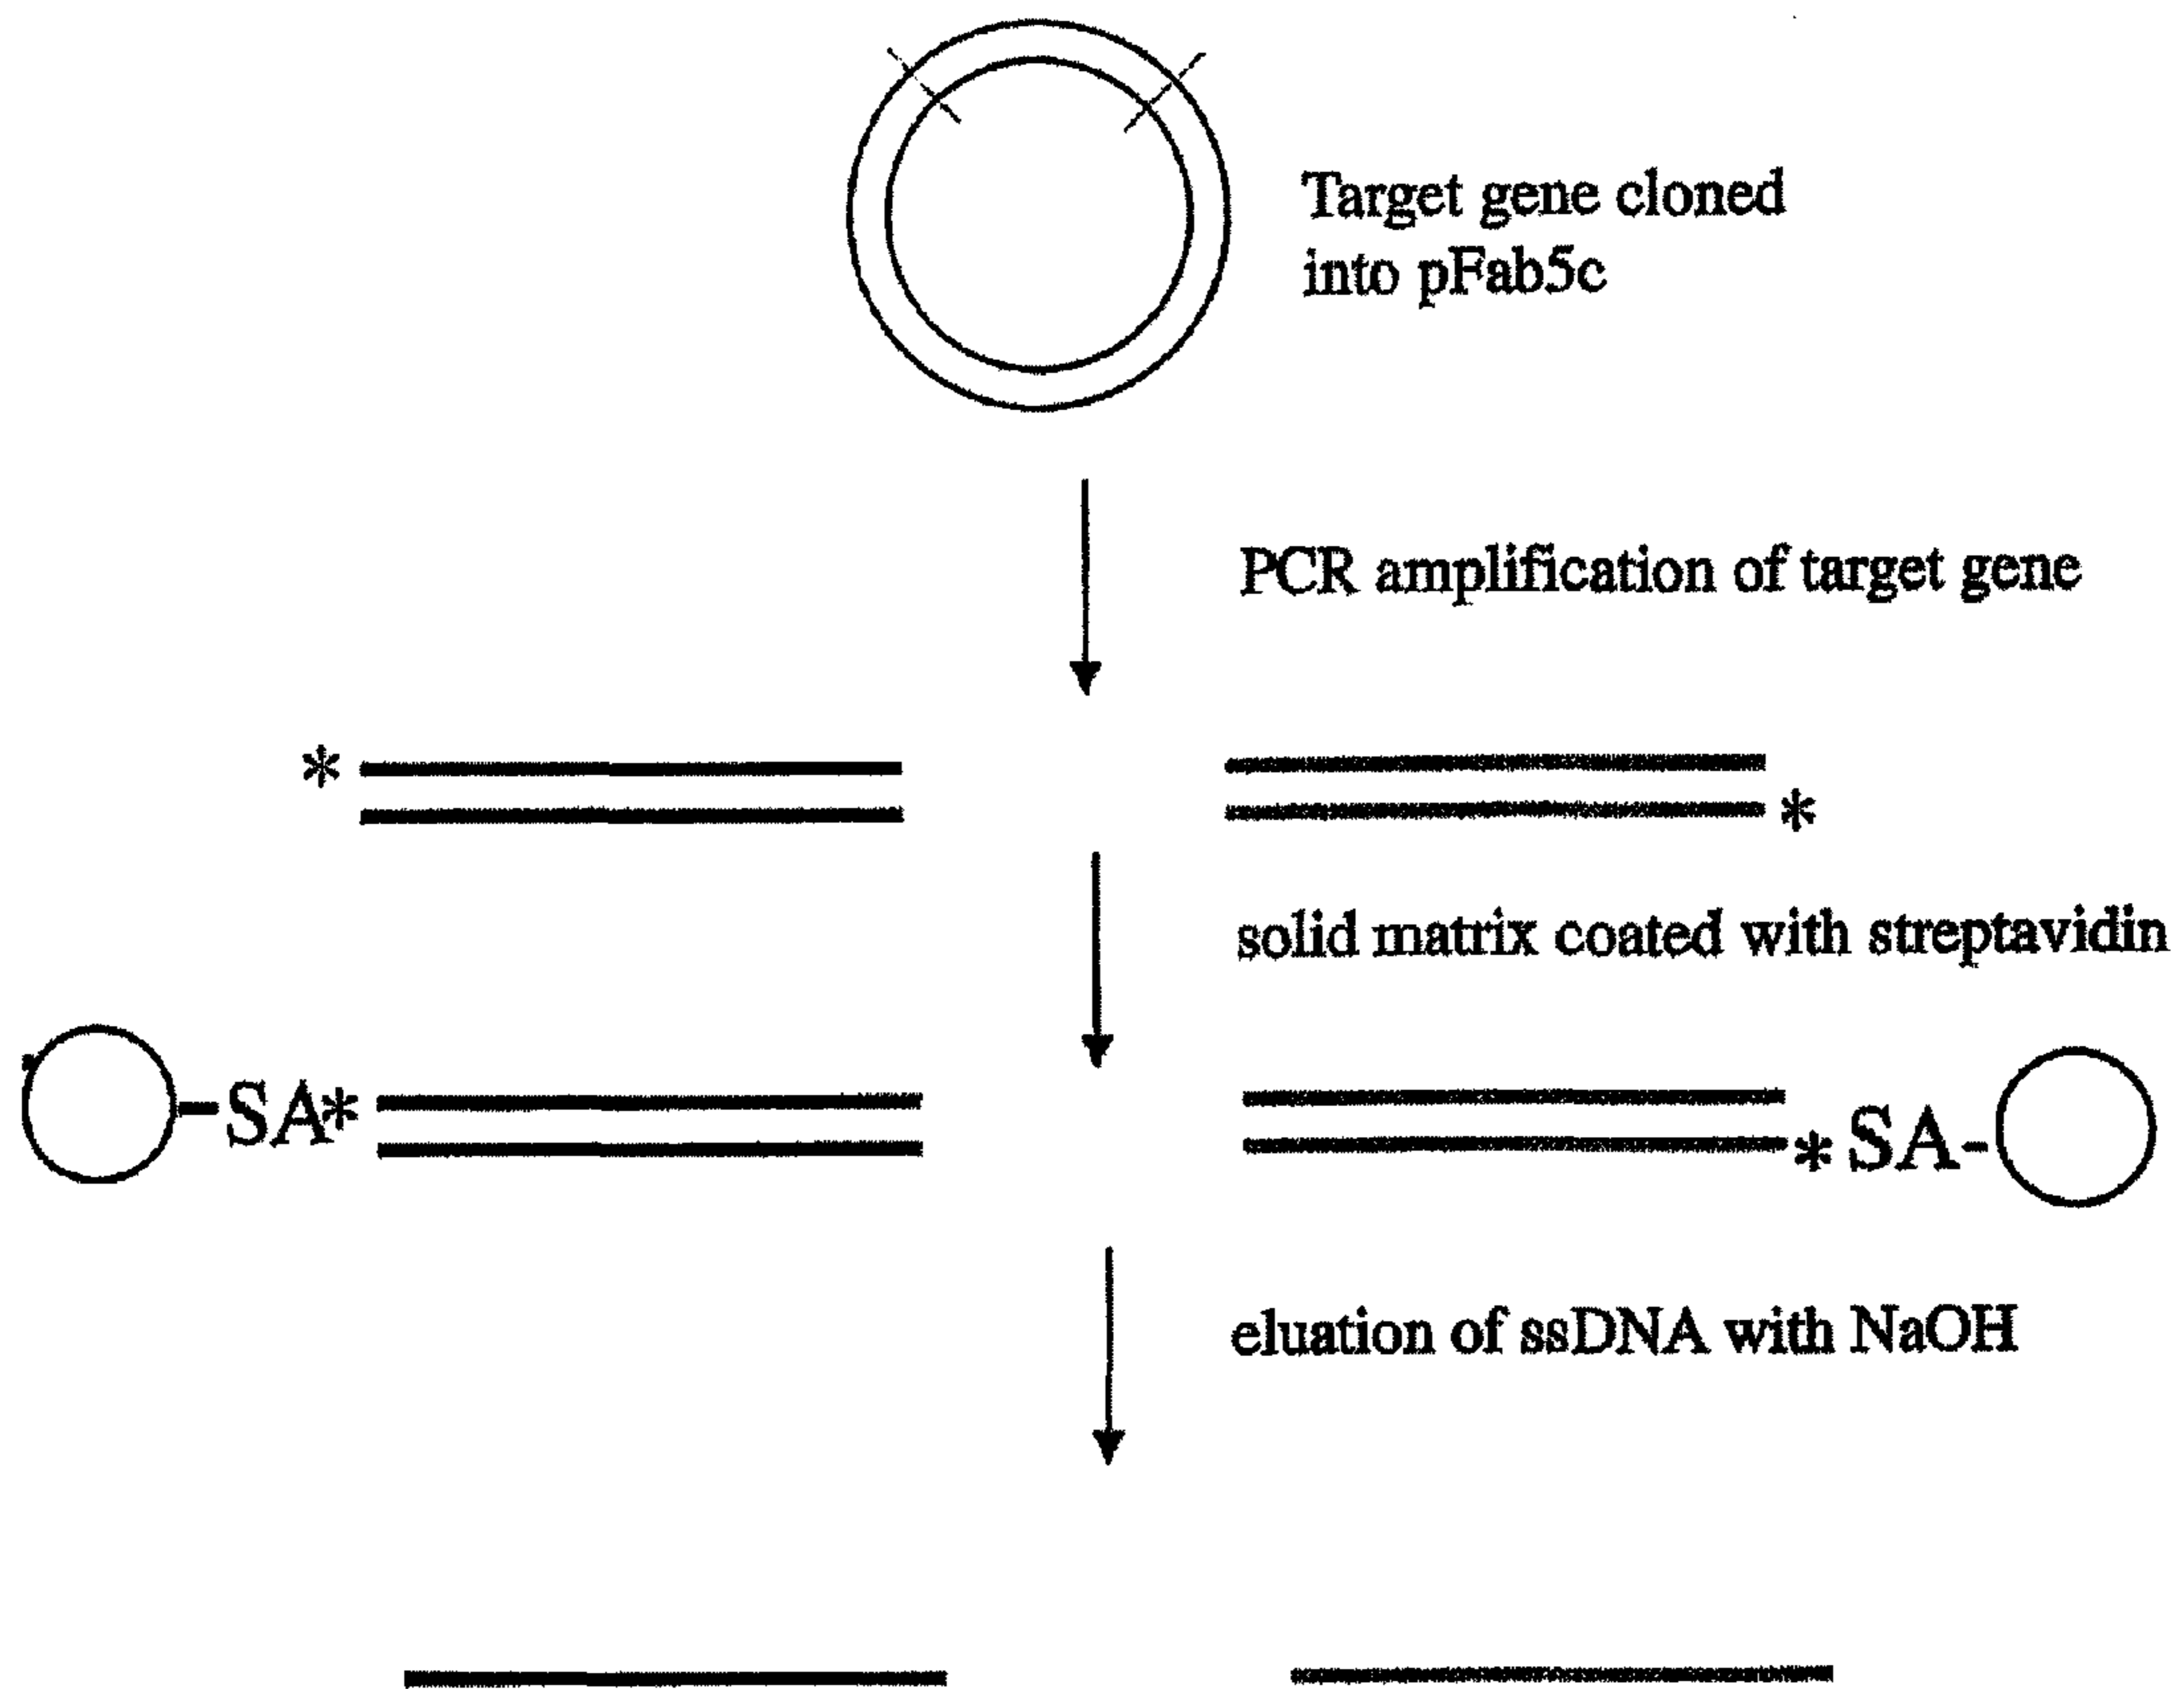 Target gene cloned
into pFab5c
PCR amplification of target gene
*
*
solid matrix coated with streptavidin
SA*
* SA-
eluation of ssDNA with NaOH